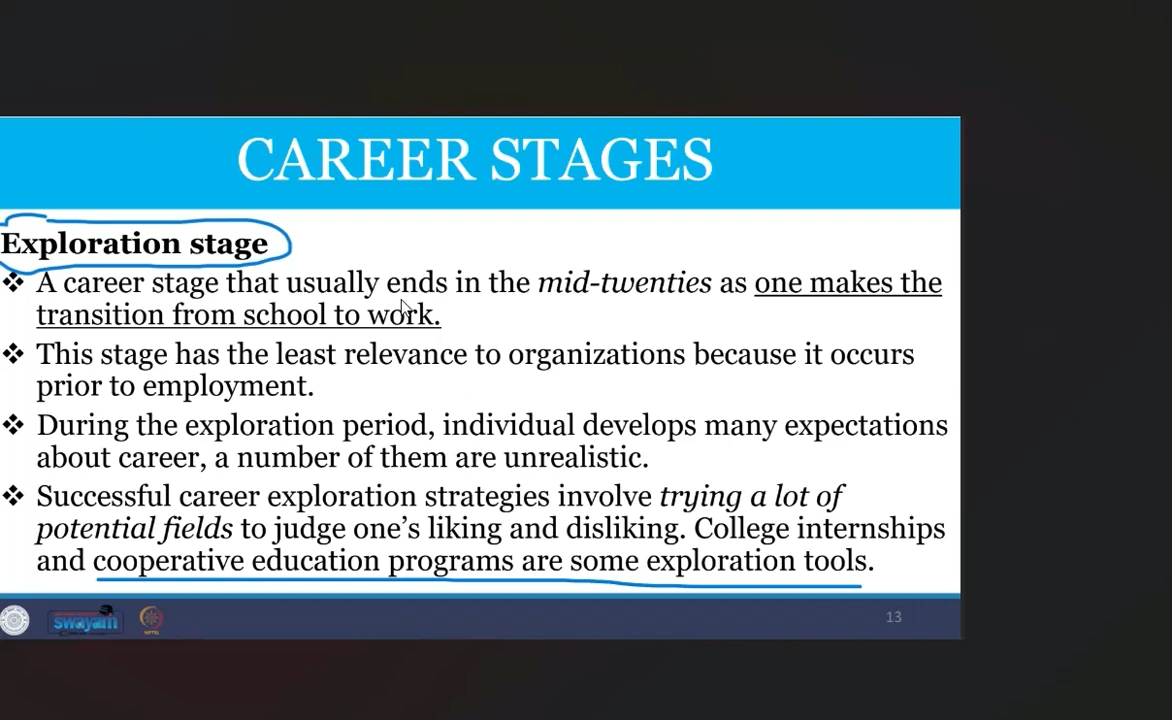 CAREER STAGES
Exploration stage
❖ A career stage that usually ends in the mid-twenties as one makes the
transition from school to work.
❖ This stage has the least relevance to organizations because it occurs
prior to employment.
❖ During the exploration period, individual develops many expectations
about career, a number of them are unrealistic.
❖ Successful career exploration strategies involve trying a lot of
potential fields to judge one's liking and disliking. College internships
and cooperative education programs are some exploration tools.
swayam
NPTEL
13